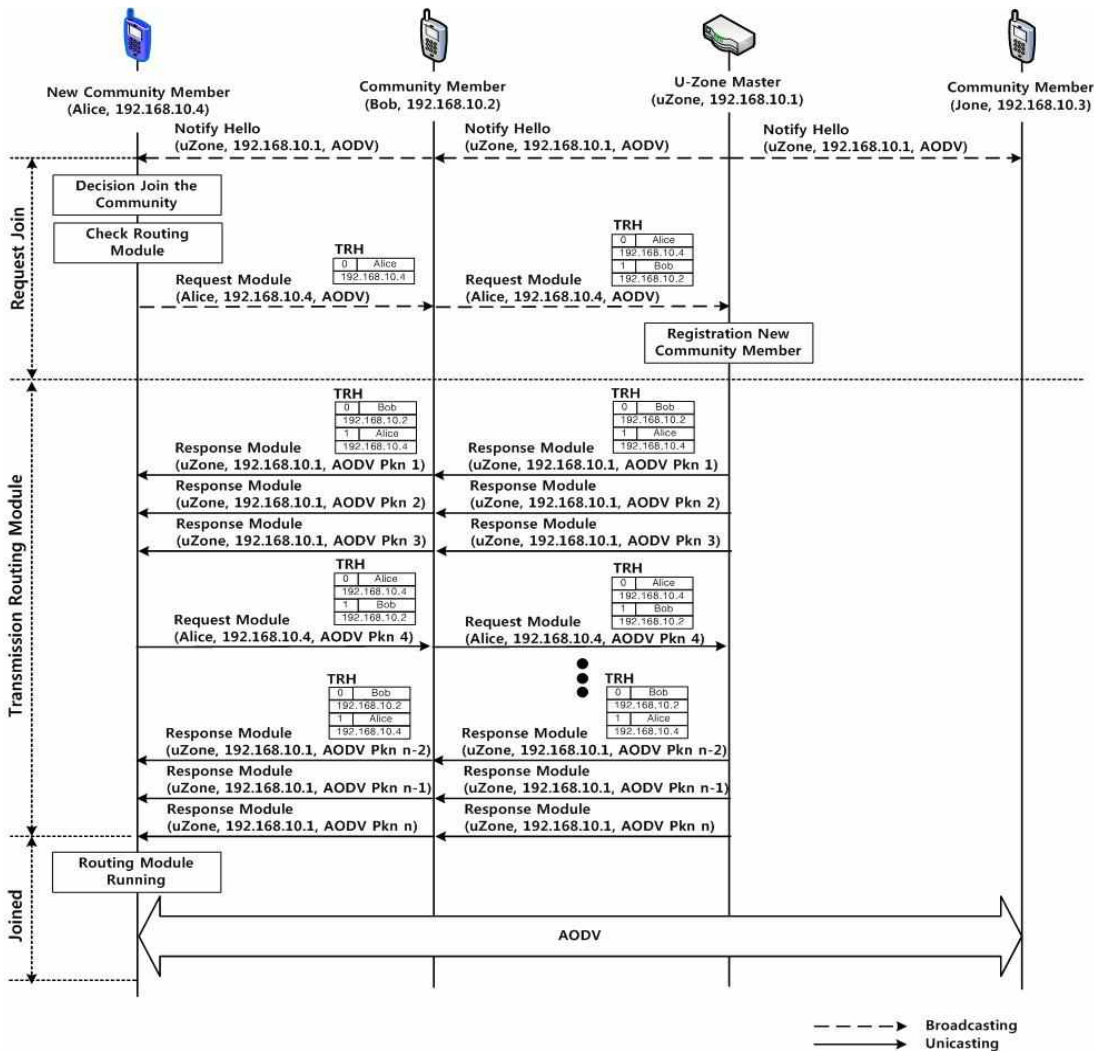 New Community Member
(Alice, 192.168.10.4)
Community Member
(Bob, 192.168.10.2)
U-Zone Master
(uZone, 192.168.10.1)
Community Member
(Jone, 192.168.10.3)
Notify Hello
(uZone, 192.168.10.1, AODV)
Notify Hello
(uZone, 192.168.10.1, AODV)
Notify Hello
(uZone, 192.168.10.1, AODV)
Request Join
Decision Join the
Community
Check Routing
Module
TRH
0 Alice
192.168.10.4
Request Module
(Alice, 192.168.10.4, AODV)
TRH
0 Alice
192.168.10.4
1 Bob
192.168.10.2
Request Module
(Alice, 192.168.10.4, AODV)
Registration New
Community Member
Transmission Routing Module
TRH
0 Bob
192.168.10.2
1 Alice
192.168.10.4
TRH
0 Bob
192.168.10.2
1 Alice
192.168.10.4
Response Module
(uZone, 192.168.10.1, AODV Pkn 1)
Response Module
(uZone, 192.168.10.1, AODV Pkn 1)
Response Module
(uZone, 192.168.10.1, AODV Pkn 2)
Response Module
(uZone, 192.168.10.1, AODV Pkn 2)
Response Module
(uZone, 192.168.10.1, AODV Pkn 3)
Response Module
(uZone, 192.168.10.1, AODV Pkn 3)
TRH
0 Alice
192.168.10.4
1 Bob
192.168.10.2
TRH
0 Alice
192.168.10.4
1 Bob
192.168.10.2
Request Module
(Alice, 192.168.10.4, AODV Pkn 4)
Request Module
(Alice, 192.168.10.4, AODV Pkn 4)
TRH
0 Bob
192.168.10.2
1 Alice
192.168.10.4
TRH
0 Bob
192.168.10.2
1 Alice
192.168.10.4
Response Module
(uZone, 192.168.10.1, AODV Pkn n-2)
Response Module
(uZone, 192.168.10.1, AODV Pkn n-2)
Response Module
(uZone, 192.168.10.1, AODV Pkn n-1)
Response Module
(uZone, 192.168.10.1, AODV Pkn n-1)
Response Module
(uZone, 192.168.10.1, AODV Pkn n)
Response Module
(uZone, 192.168.10.1, AODV Pkn n)
Joined
Routing Module
Running
AODV
Broadcasting
Unicasting